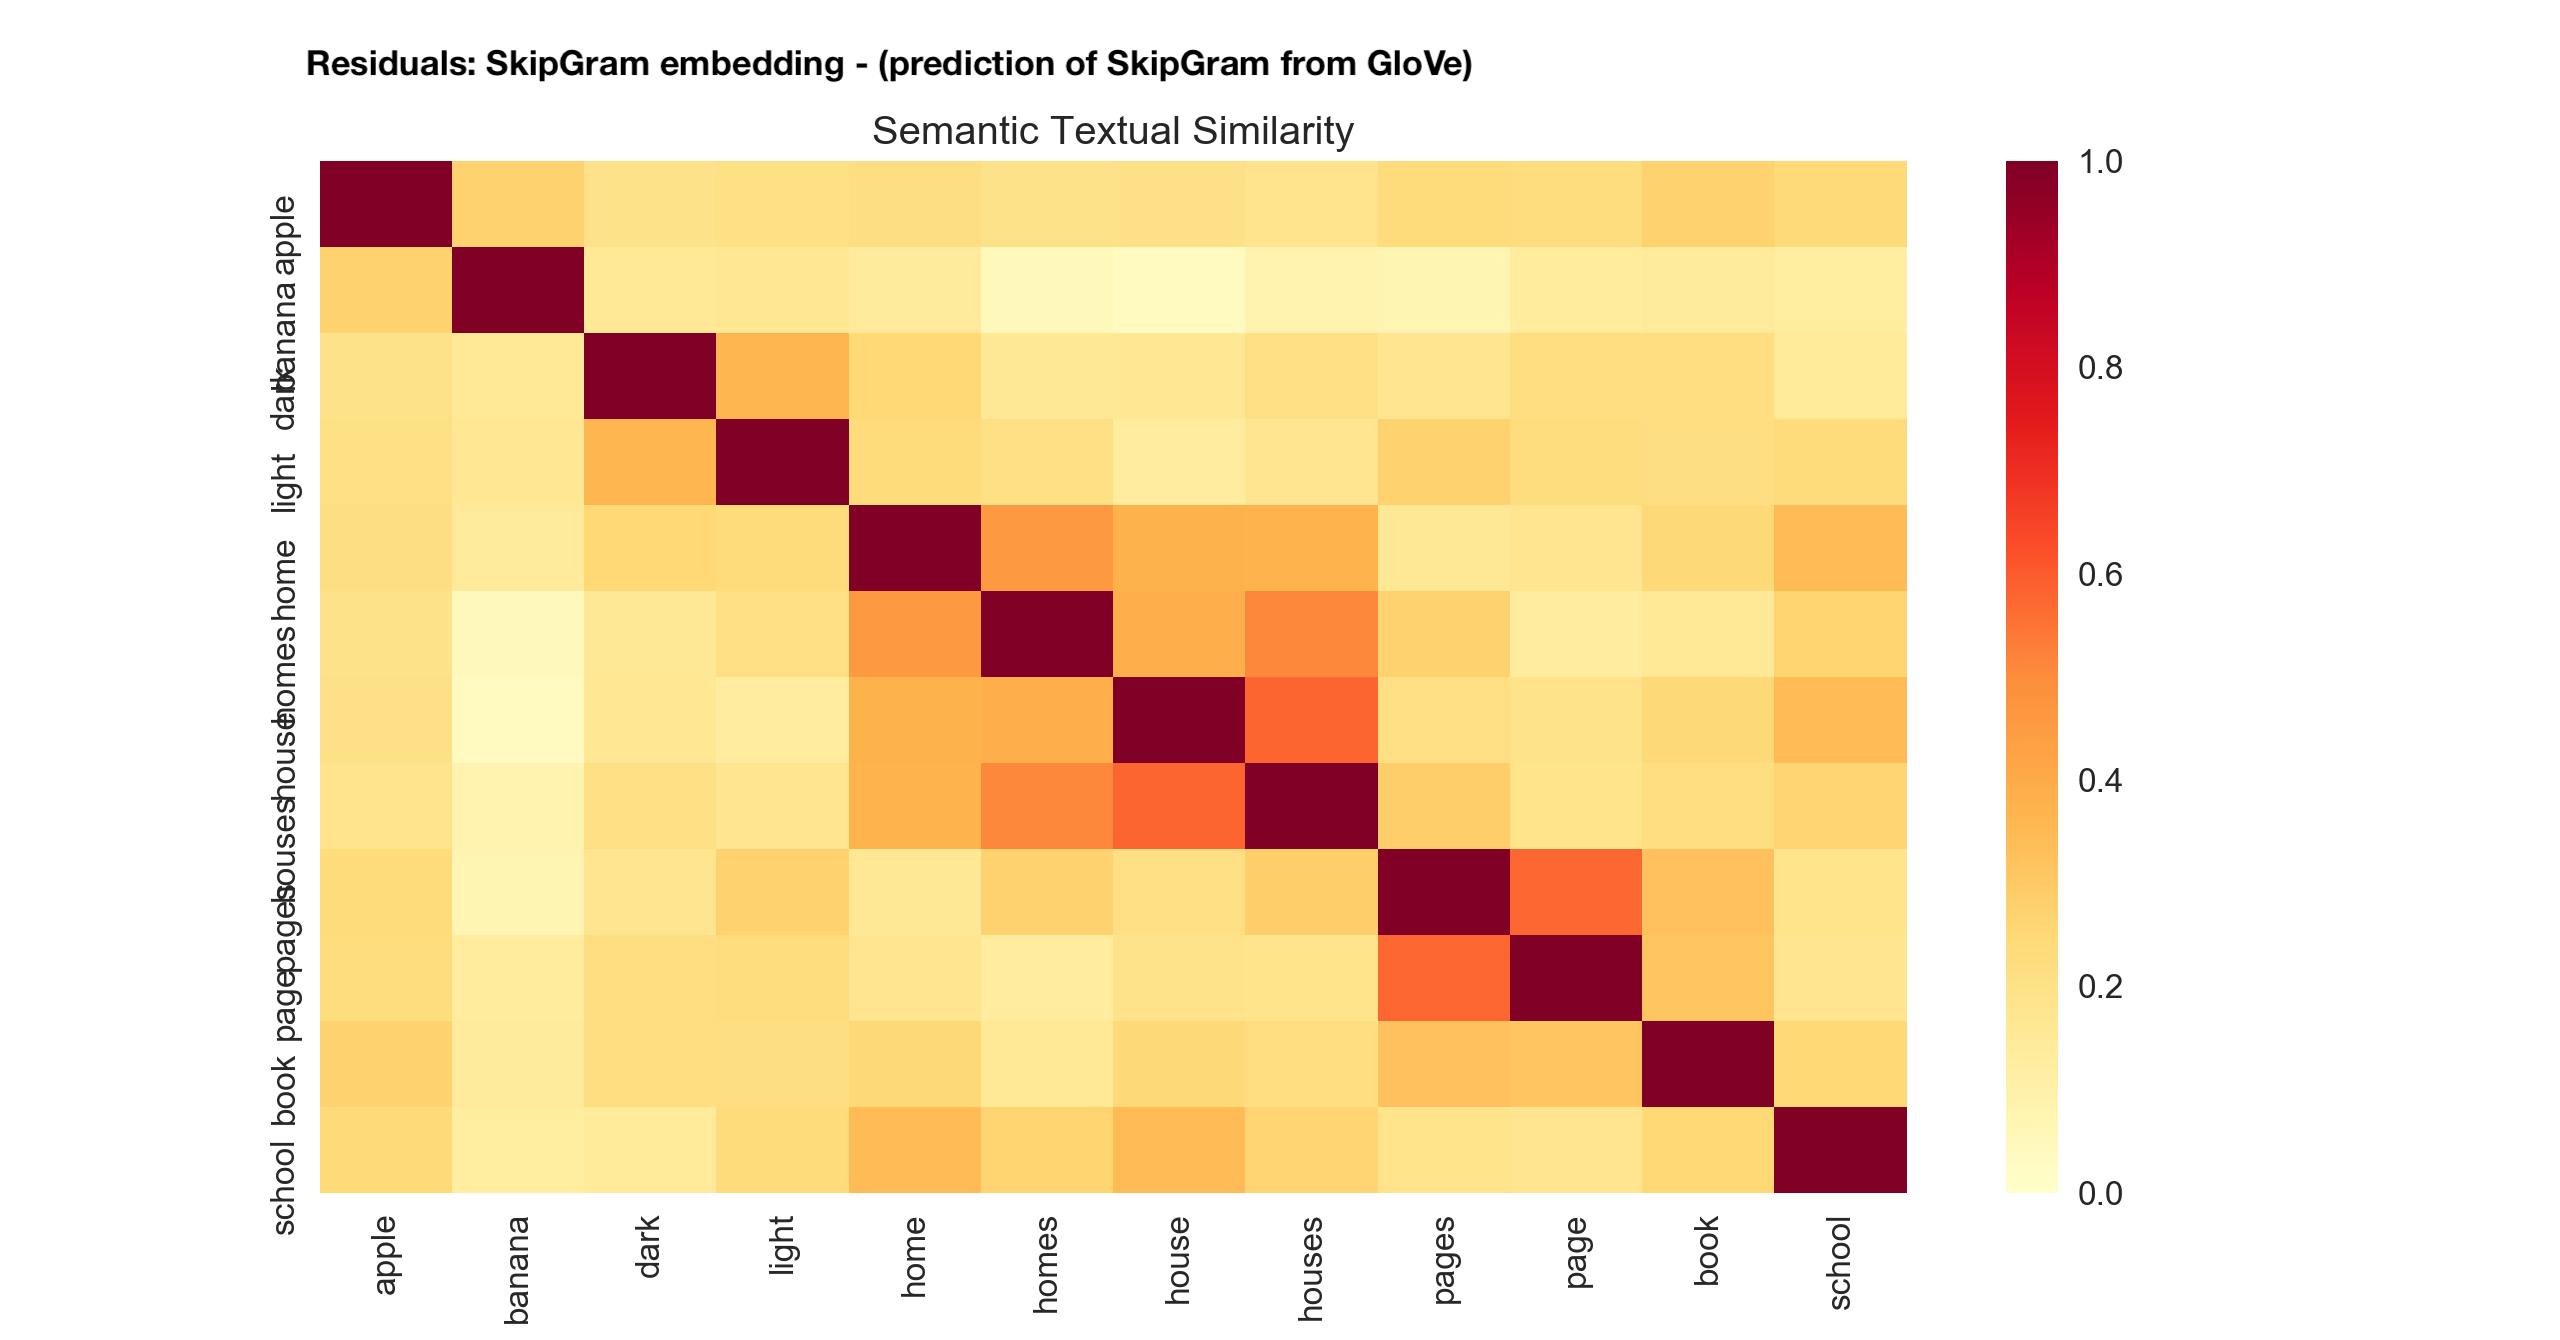 Residuals: SkipGram embedding - (prediction of SkipGram from GloVe)
Semantic Textual Similarity
apple
banana
dark
light
home
homes
house
houses
pages
page
book
school
1.0
0.8
0.6
0.4
0.2
0.0
apple
banana
dark
light
home
homes
house
houses
pages
page
book
school